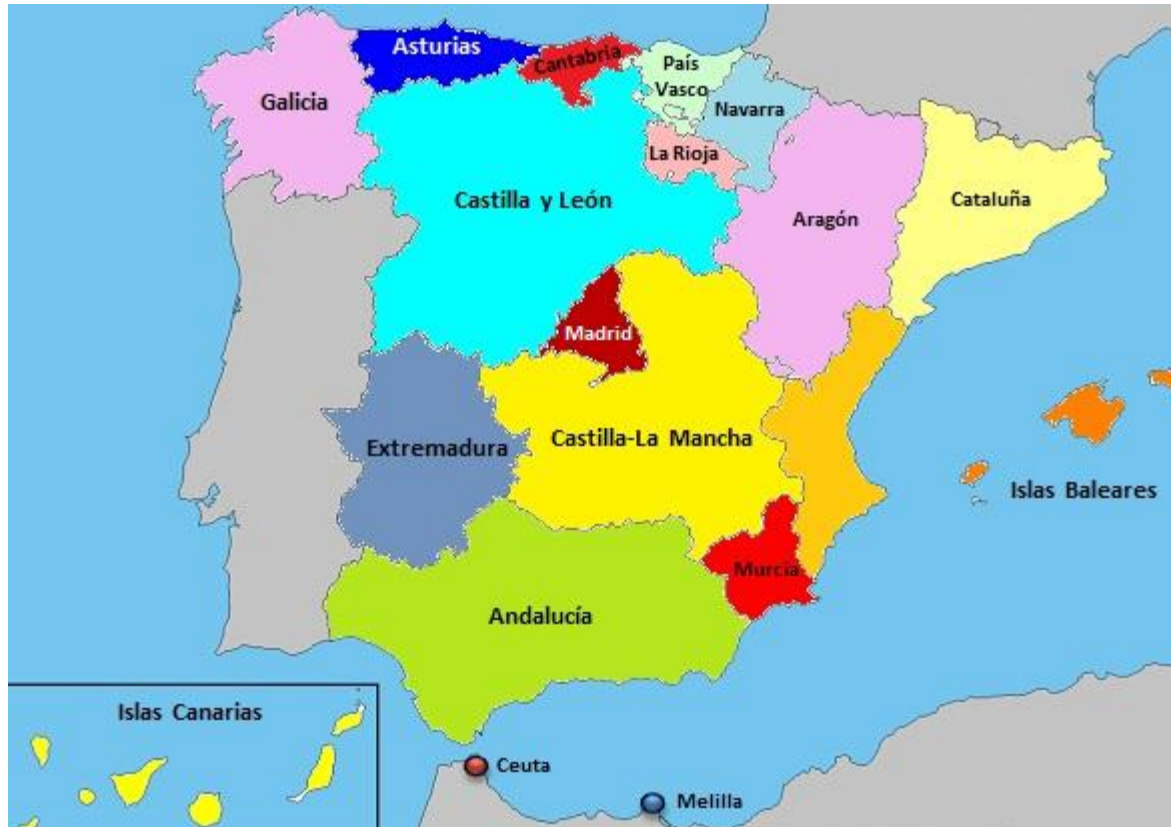 Asturias
Cantabria
País
Vasco
Galicia
Navarra
La Rioja
Castilla y León
Cataluña
Aragón
Madrid
Castilla-La Mancha
Extremadura
Islas Baleares
Murcia
Andalucía
Islas Canarias
Ceuta
Melilla